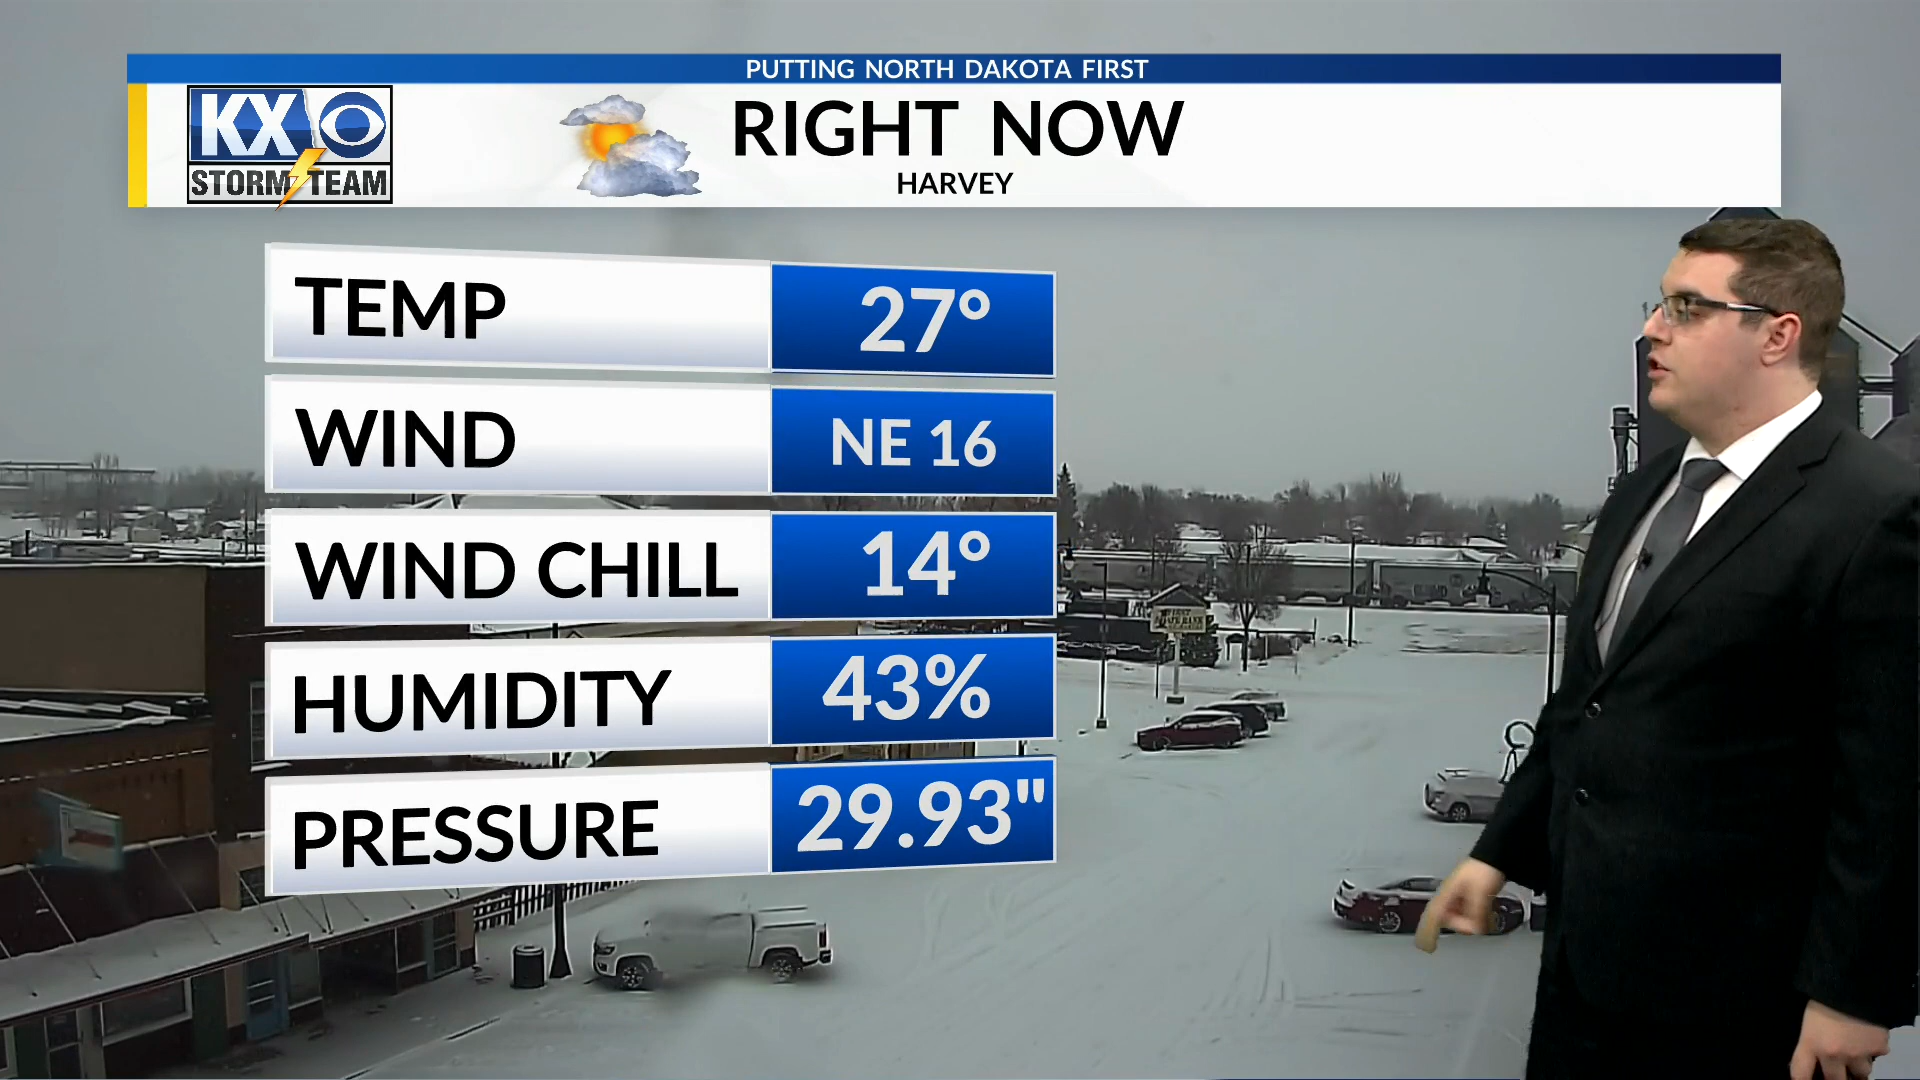 PUTTING NORTH DAKOTA FIRST
KX
STORM TEAM
RIGHT NOW
HARVEY
TEMP 27°
WIND NE 16
WIND CHILL 14°
HUMIDITY 43%
PRESSURE 29.93"